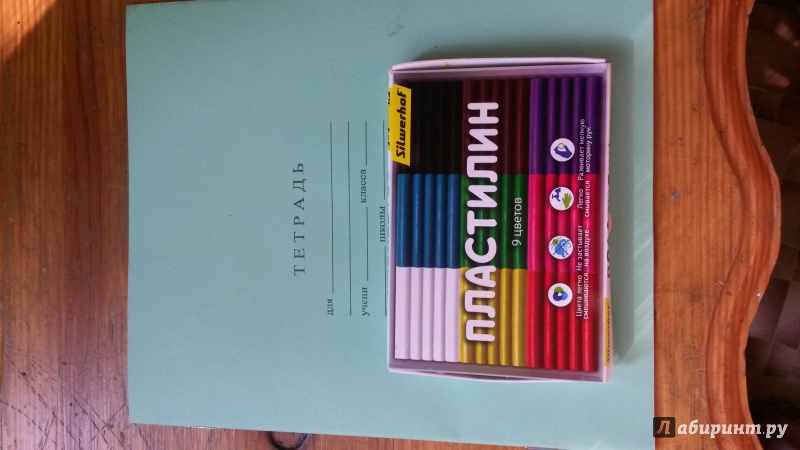 ТЕТРАДЬ
для
учени класса
школы
Silwerhof
ПЛАСТИЛИН
9 цветов
Цвета легко
смешиваются
Не застывает
на воздухе
Легко
смывается
Развивает мелкую
моторику рук
Лабиринт.ру